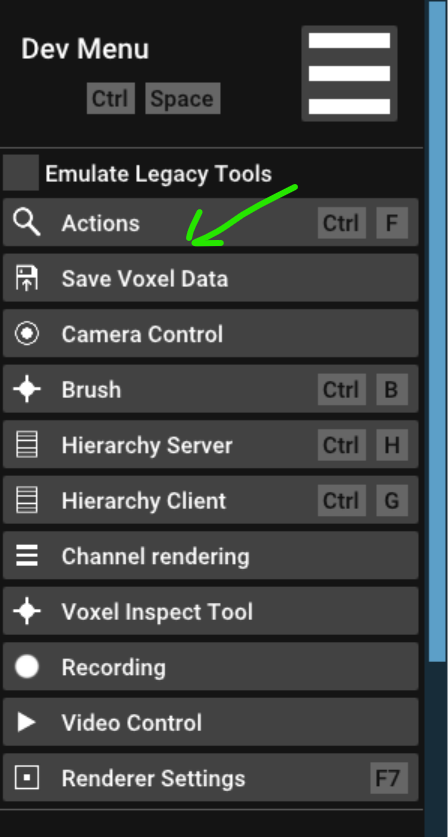 Dev Menu
Ctrl Space
Emulate Legacy Tools
Actions Ctrl F
Save Voxel Data
Camera Control
Brush Ctrl B
Hierarchy Server Ctrl H
Hierarchy Client Ctrl G
Channel rendering
Voxel Inspect Tool
Recording
Video Control
Renderer Settings F7